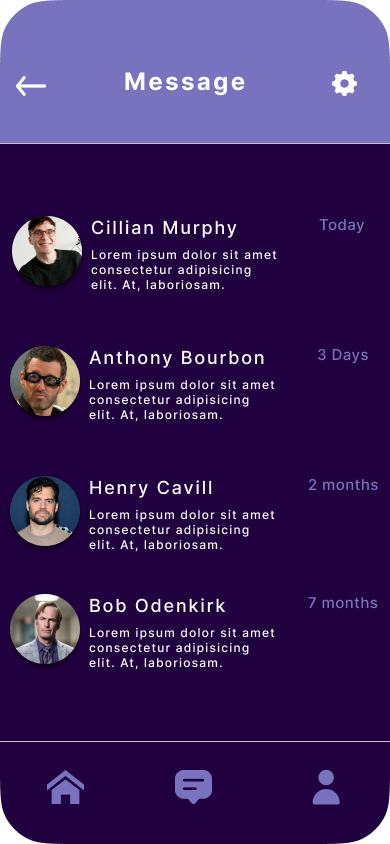 Message
Cillian Murphy
Today
Lorem ipsum dolor sit amet
consectetur adipisicing
elit. At, laboriosam.
Anthony Bourbon
3 Days
Lorem ipsum dolor sit amet
consectetur adipisicing
elit. At, laboriosam.
Henry Cavill
2 months
Lorem ipsum dolor sit amet
consectetur adipisicing
elit. At, laboriosam.
Bob Odenkirk
7 months
Lorem ipsum dolor sit amet
consectetur adipisicing
elit. At, laboriosam.